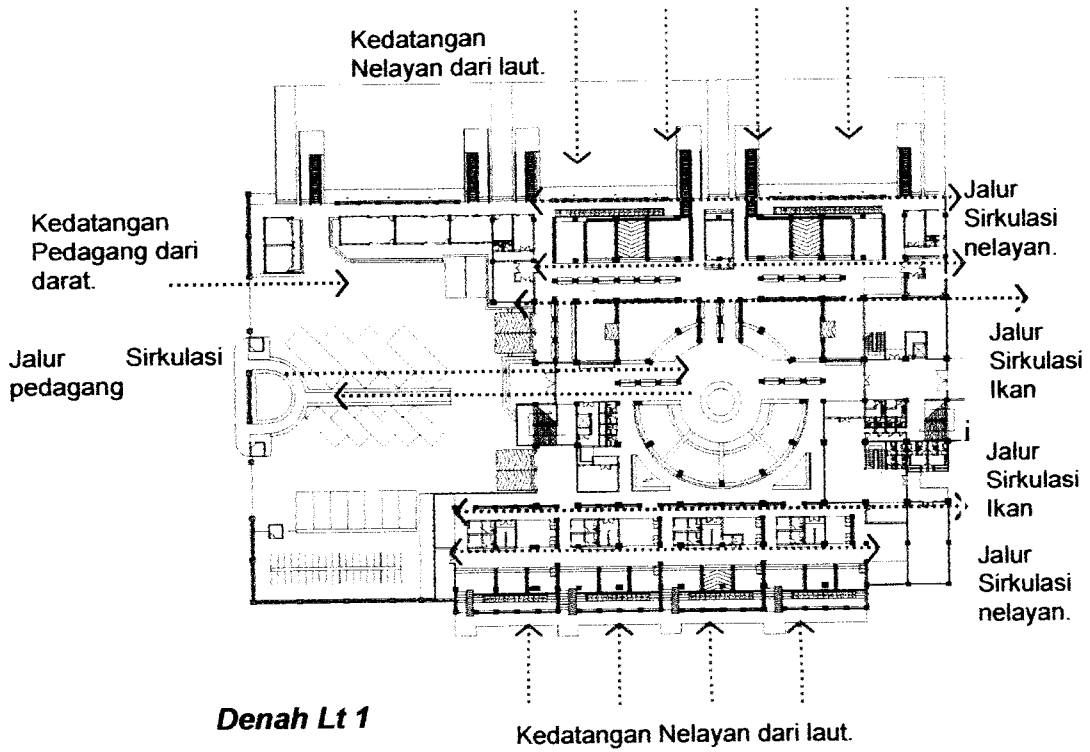 Kedatangan
Nelayan dari laut.
Jalur
Sirkulasi
nelayan.
Kedatangan
Pedagang dari
darat.
Jalur Sirkulasi
pedagang
Jalur
Sirkulasi
Ikan
i
Jalur
Sirkulasi
Ikan
Jalur
Sirkulasi
nelayan.
Denah Lt 1
Kedatangan Nelayan dari laut.